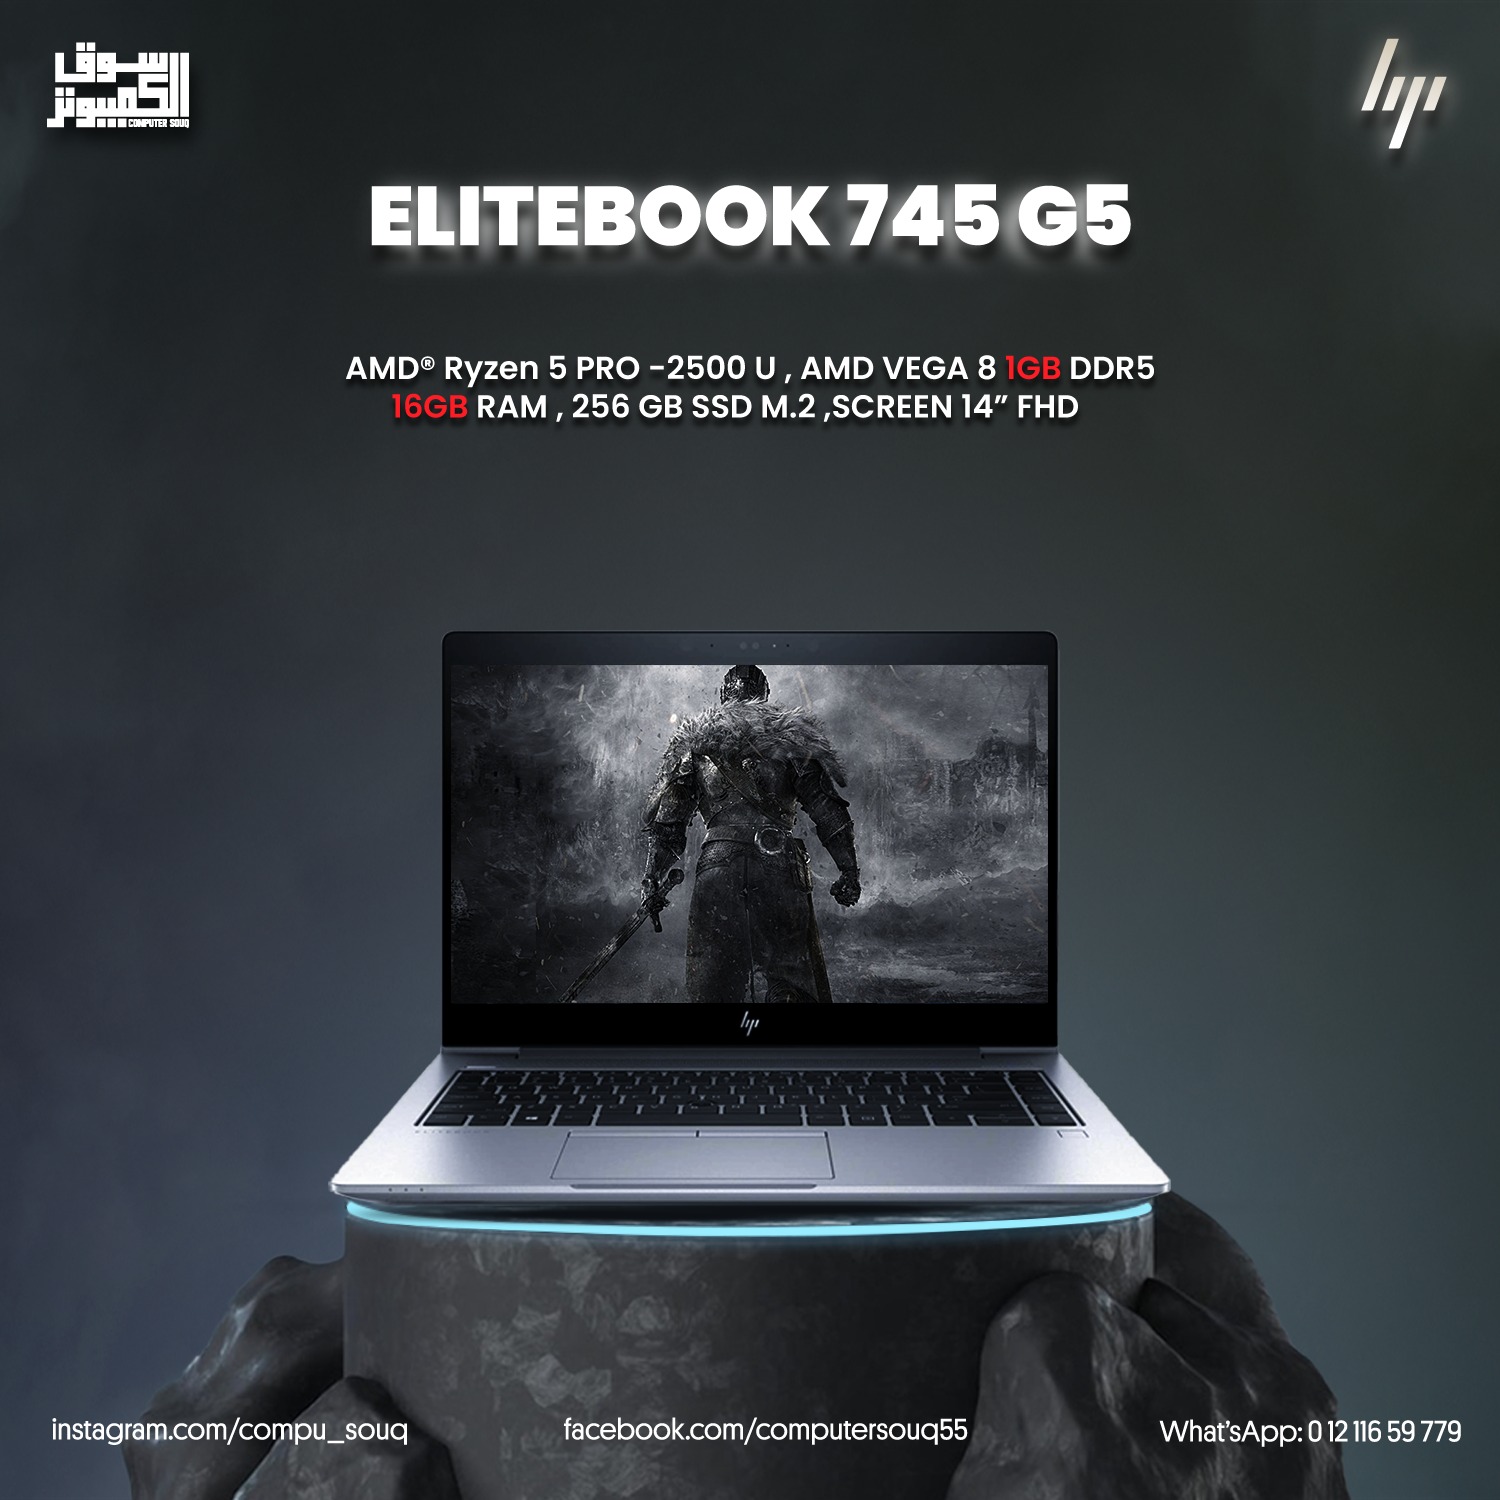 سوق
الكمبيوتر
COMPUTER SOUQ
hp
ELITEBOOK 745 G5
AMD® Ryzen 5 PRO -2500 U , AMD VEGA 8 1GB DDR5
16GB RAM , 256 GB SSD M.2 ,SCREEN 14” FHD
hp
instagram.com/compu_souq
facebook.com/computersouq55
What'sApp: 0 12 116 59 779